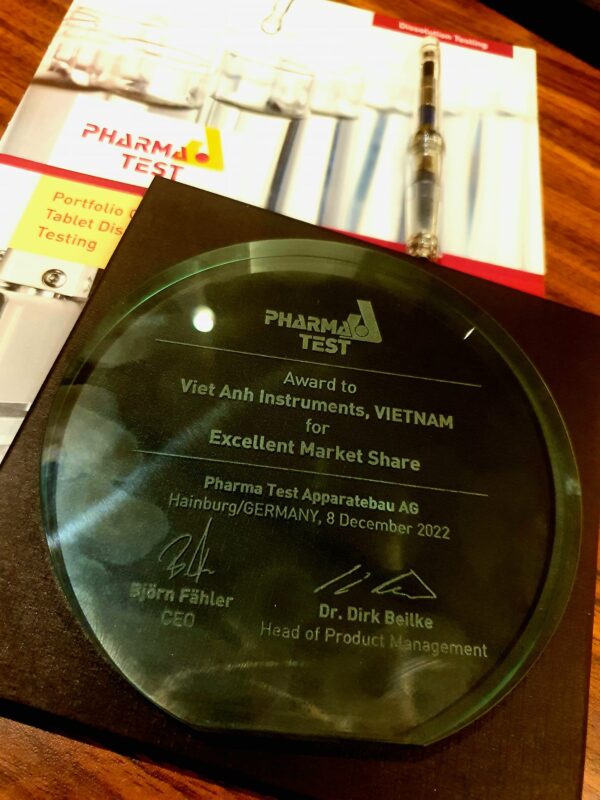 Dissolution Testing
PHARMA
TEST
Portfolio
Tablet
Testing
PHARMA
TEST
Award to
Viet Anh Instruments, VIETNAM
for
Excellent Market Share
Pharma Test Apparatebau AG
Hainburg/GERMANY, 8 December 2022
Björn Fähler
CEO
Dr. Dirk Beilke
Head of Product Management